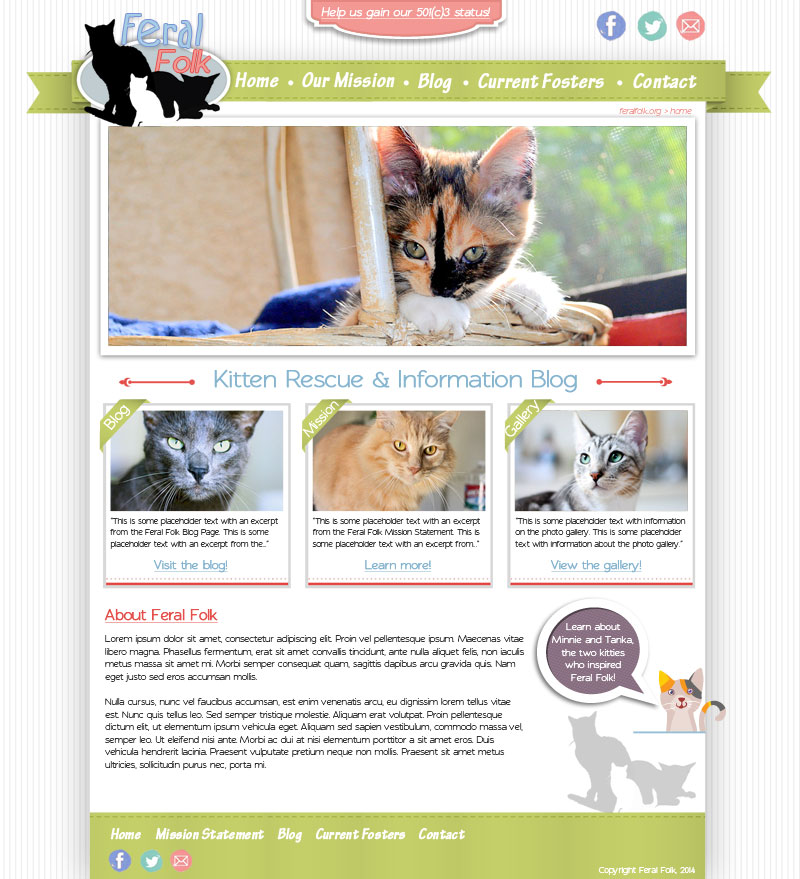 Help us gain our 501(c)3 status!
Feral
Folk
Home • Our Mission • Blog • Current Fosters • Contact
feralfolk.org > home
Kitten Rescue & Information Blog
Blog
Mission
Gallery
"This is some placeholder text with an excerpt
from the Feral Folk Blog Page. This is some
placeholder text with an excerpt from the..."
Visit the blog!
"This is some placeholder text with an excerpt
from the Feral Folk Mission Statement. This is
some placeholder text with an excerpt from..."
Learn more!
"This is some placeholder text with information
on the photo gallery. This is some placeholder
text with information about the photo gallery."
View the gallery!
About Feral Folk
Lorem ipsum dolor sit amet, consectetur adipiscing elit. Proin vel pellentesque ipsum. Maecenas vitae
libero magna. Phasellus fermentum, erat sit amet convallis tincidunt, ante nulla aliquet felis, non iaculis
metus massa sit amet mi. Morbi semper consequat quam, sagittis dapibus arcu gravida quis. Nam
eget justo sed eros accumsan mollis.
Nulla cursus, nunc vel faucibus accumsan, est enim venenatis arcu, eu dignissim lorem tellus vitae
est. Nunc quis tellus leo. Sed semper tristique molestie. Aliquam erat volutpat. Proin pellentesque
dictum elit, ut elementum ipsum vehicula eget. Aliquam sed sapien vestibulum, commodo massa vel,
semper leo. Ut eleifend nisi ante. Morbi ac dui at nisi elementum porttitor a sit amet eros. Duis
vehicula hendrerit lacinia. Praesent vulputate pretium neque non mollis. Praesent sit amet metus
ultricies, sollicitudin purus nec, porta mi.
Learn about
Minnie and Tanka,
the two kitties
who inspired
Feral Folk!
Home Mission Statement Blog Current Fosters Contact
Copyright Feral Folk, 2014